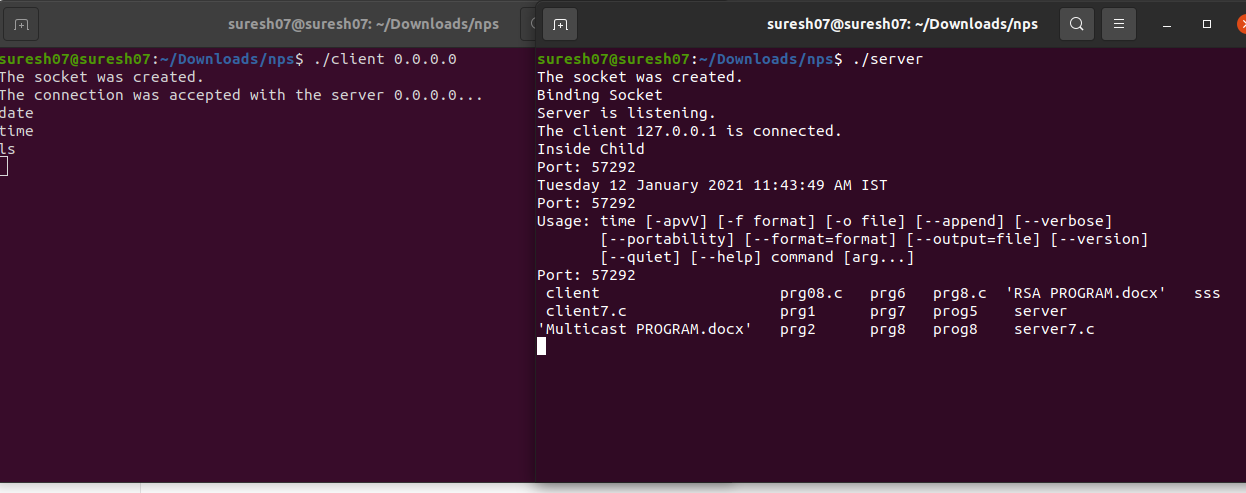 suresh07@suresh07: ~/Downloads/nps
suresh07@suresh07:~/Downloads/nps$ ./client 0.0.0.0
The socket was created.
The connection was accepted with the server 0.0.0.0...
date
time
ls
suresh07@suresh07: ~/Downloads/nps
suresh07@suresh07:~/Downloads/nps$ ./server
The socket was created.
Binding Socket
Server is listening.
The client 127.0.0.1 is connected.
Inside Child
Port: 57292
Tuesday 12 January 2021 11:43:49 AM IST
Port: 57292
Usage: time [-apvV] [-f format] [-o file] [--append] [--verbose]
       [--portability] [--format=format] [--output=file] [--version]
       [--quiet] [--help] command [arg...]
Port: 57292
 client                    prg08.c   prg6   prg8.c  'RSA PROGRAM.docx'   sss
 client7.c                 prg1      prg7   prog5    server
'Multicast PROGRAM.docx'   prg2      prg8   prog8    server7.c